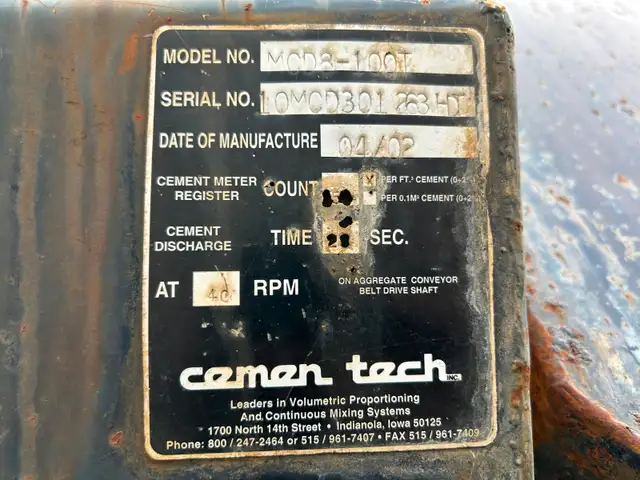 MODEL NO. MCD8-100T
SERIAL NO. 10MCD301 763 HD
DATE OF MANUFACTURE 04/02
CEMENT METER REGISTER COUNT X PER FT.³ CEMENT
PER 0.1M³ CEMENT
CEMENT DISCHARGE TIME SEC.
AT 40 RPM ON AGGREGATE CONVEYOR BELT DRIVE SHAFT
cemen tech INC.
Leaders in Volumetric Proportioning
And Continuous Mixing Systems
1700 North 14th Street • Indianola, Iowa 50125
Phone: 800 / 247-2464 or 515 / 961-7407 • FAX 515 / 961-7409